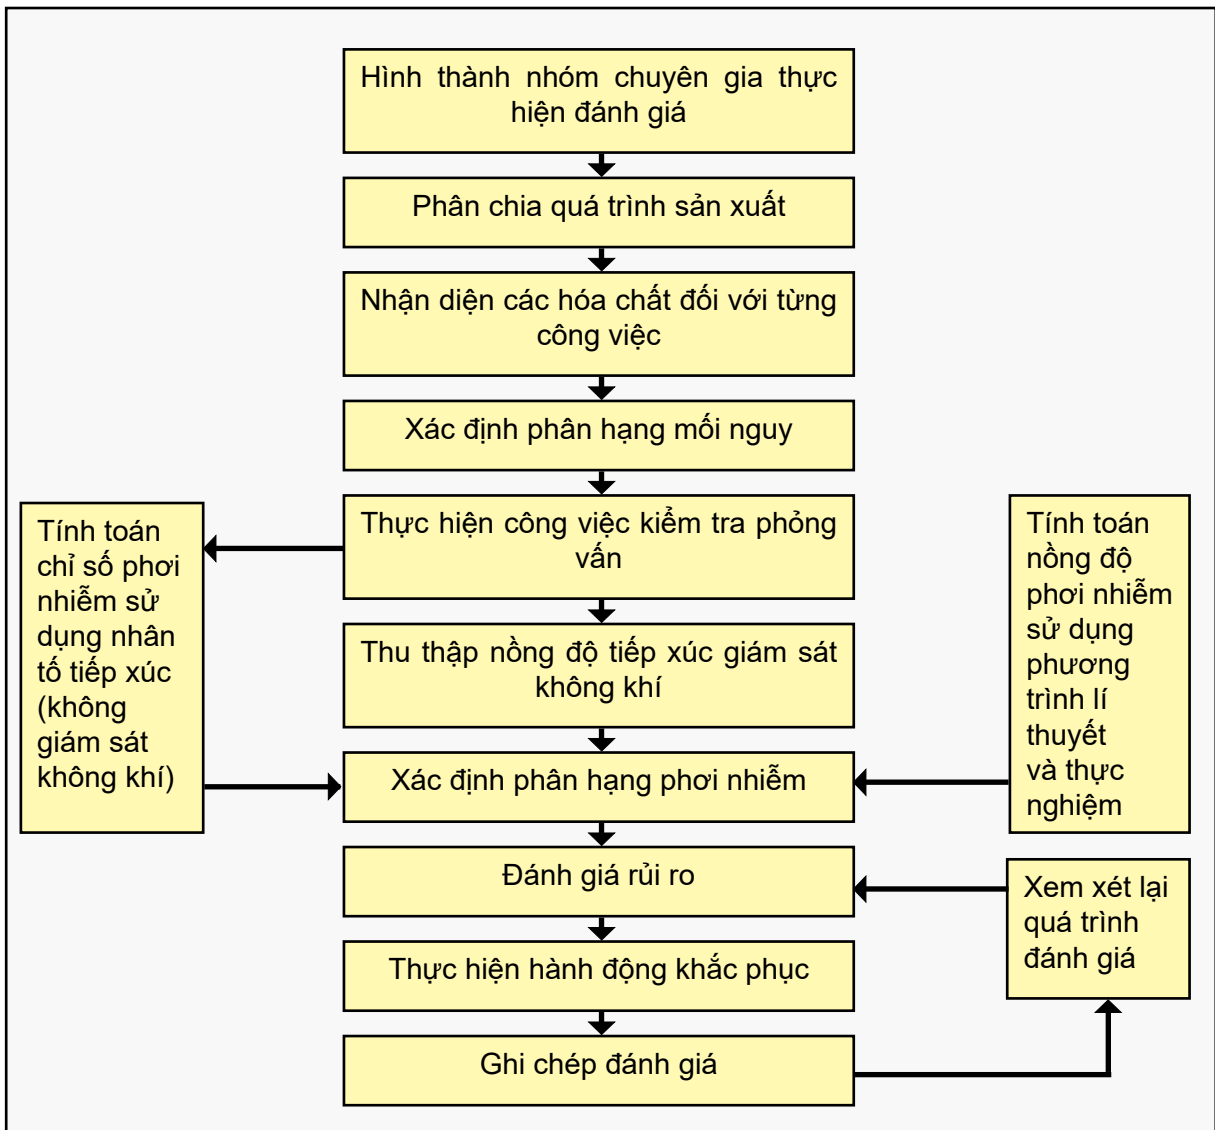 Hình thành nhóm chuyên gia thực
hiện đánh giá
Phân chia quá trình sản xuất
Nhận diện các hóa chất đối với từng
công việc
Xác định phân hạng mối nguy
Thực hiện công việc kiểm tra phỏng
vấn
Tính toán
chỉ số phơi
nhiễm sử
dụng nhân
tố tiếp xúc
(không
giám sát
không khí)
Thu thập nồng độ tiếp xúc giám sát
không khí
Tính toán
nồng độ
phơi nhiễm
sử dụng
phương
trình lí
thuyết
và thực
nghiệm
Xác định phân hạng phơi nhiễm
Đánh giá rủi ro
Xem xét lại
quá trình
đánh giá
Thực hiện hành động khắc phục
Ghi chép đánh giá